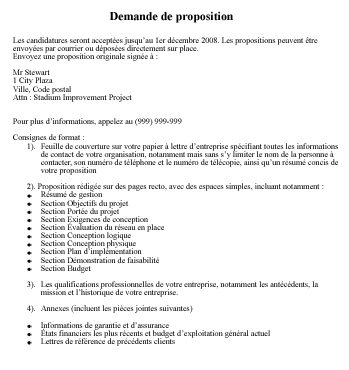 Demande de proposition
Les candidatures seront acceptées jusqu'au 1er décembre 2008. Les propositions peuvent être
envoyées par courrier ou déposées directement sur place.
Envoyez une proposition originale signée à :
Mr Stewart
1 City Plaza
Ville, Code postal
Attn : Stadium Improvement Project
Pour plus d'informations, appelez au (999) 999-999
Consignes de format :
1). Feuille de couverture sur votre papier à lettre d'entreprise spécifiant toutes les informations
de contact de votre organisation, notamment mais sans s'y limiter le nom de la personne à
contacter, son numéro de téléphone et le numéro de télécopie, ainsi qu'un résumé concis de
votre proposition
2). Proposition rédigée sur des pages recto, avec des espaces simples, incluant notamment :
● Résumé de gestion
● Section Objectifs du projet
● Section Portée du projet
● Section Exigences de conception
● Section Évaluation du réseau en place
● Section Conception logique
● Section Conception physique
● Section Plan d'implémentation
● Section Démonstration de faisabilité
● Section Budget
3). Les qualifications professionnelles de votre entreprise, notamment les antécédents, la
mission et l'historique de votre entreprise.
4). Annexes (incluent les pièces jointes suivantes)
● Informations de garantie et d'assurance
● États financiers les plus récents et budget d'exploitation général actuel
● Lettres de référence de précédents clients